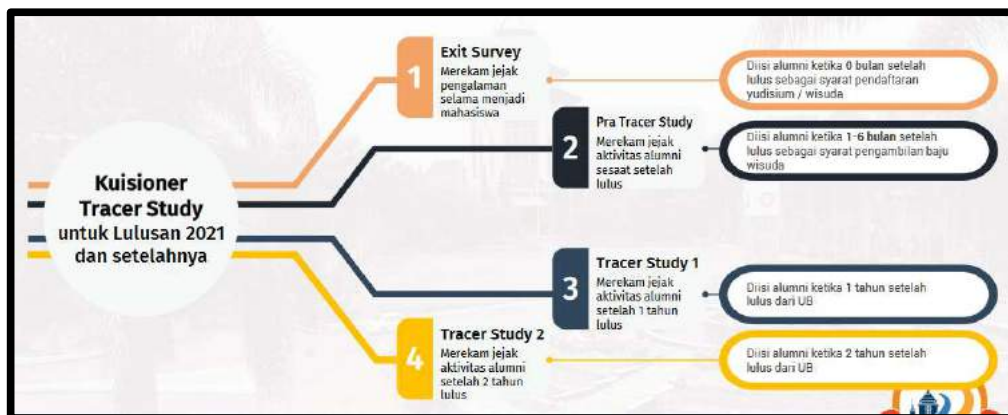 Kuisioner
Tracer Study
untuk Lulusan 2021
dan setelahnya
1
Exit Survey
Merekam jejak
pengalaman
selama menjadi
mahasiswa
Diisi alumni ketika 0 bulan setelah
lulus sebagai syarat pendaftaran
yudisium / wisuda
2
Pra Tracer Study
Merekam jejak
aktivitas alumni
sesaat setelah
lulus
Diisi alumni ketika 1-6 bulan setelah
lulus sebagai syarat pengambilan baju
wisuda
3
Tracer Study 1
Merekam jejak
aktivitas alumni
setelah 1 tahun
lulus
Diisi alumni ketika 1 tahun setelah
lulus dari UB
4
Tracer Study 2
Merekam jejak
aktivitas alumni
setelah 2 tahun
lulus
Diisi alumni ketika 2 tahun setelah
lulus dari UB